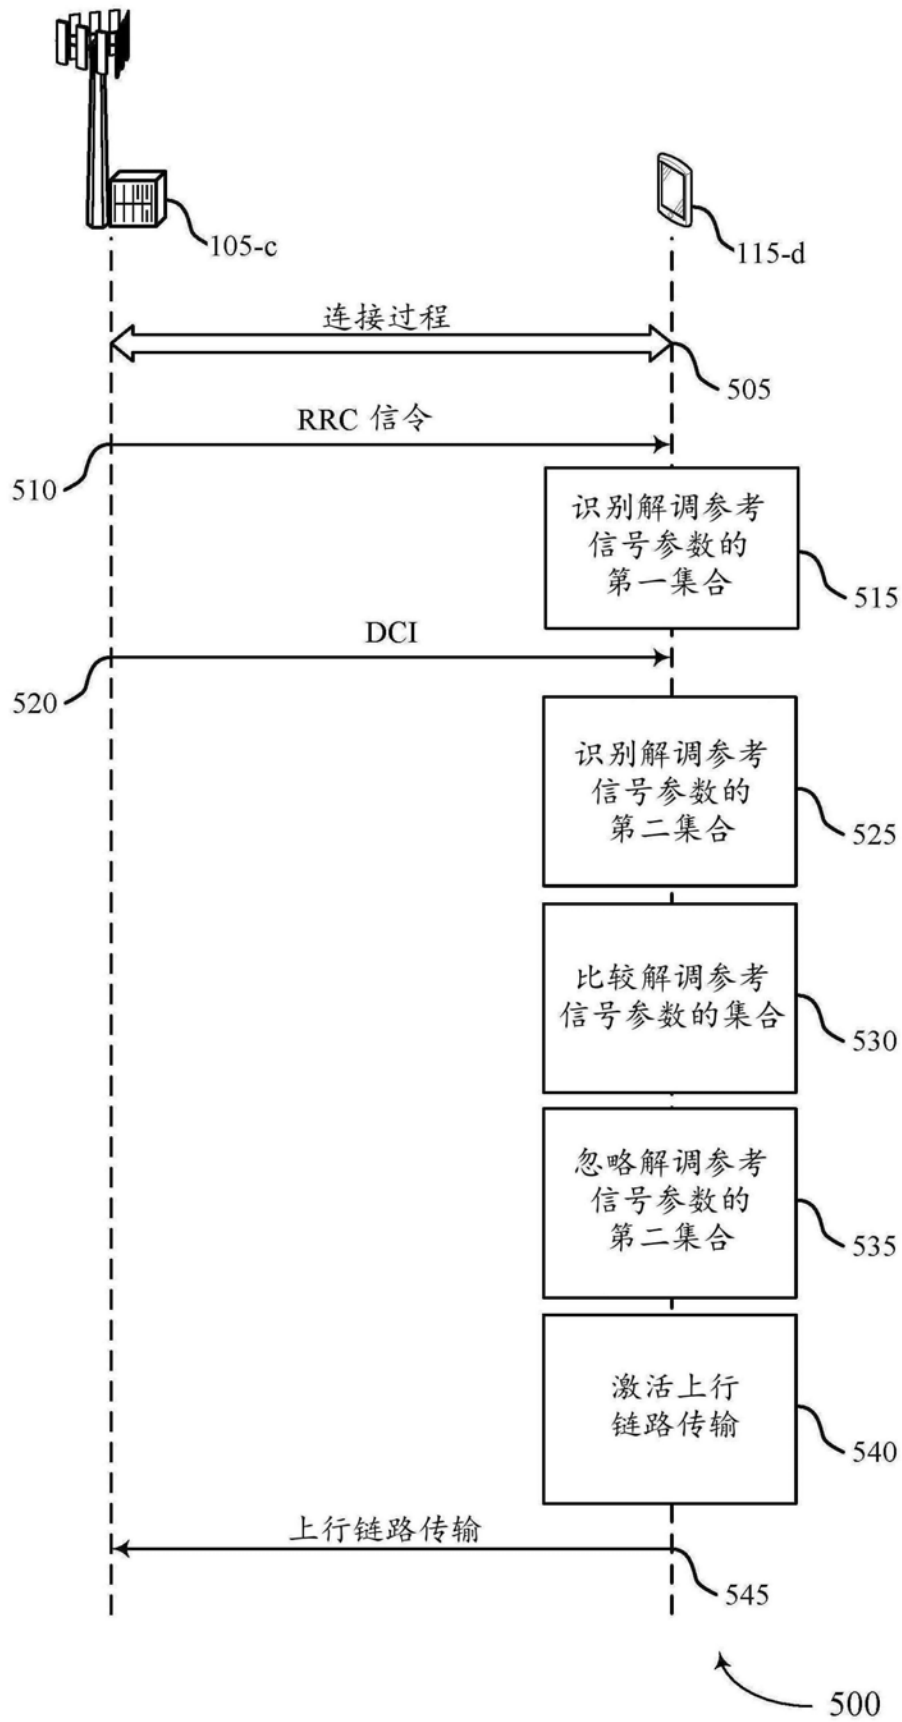 105-c
115-d
连接过程
505
RRC 信令
510
识别解调参考
信号参数的
第一集合
515
DCI
520
识别解调参考
信号参数的
第二集合
525
比较解调参考
信号参数的集合
530
忽略解调参考
信号参数的
第二集合
535
激活上行
链路传输
540
上行链路传输
545
500